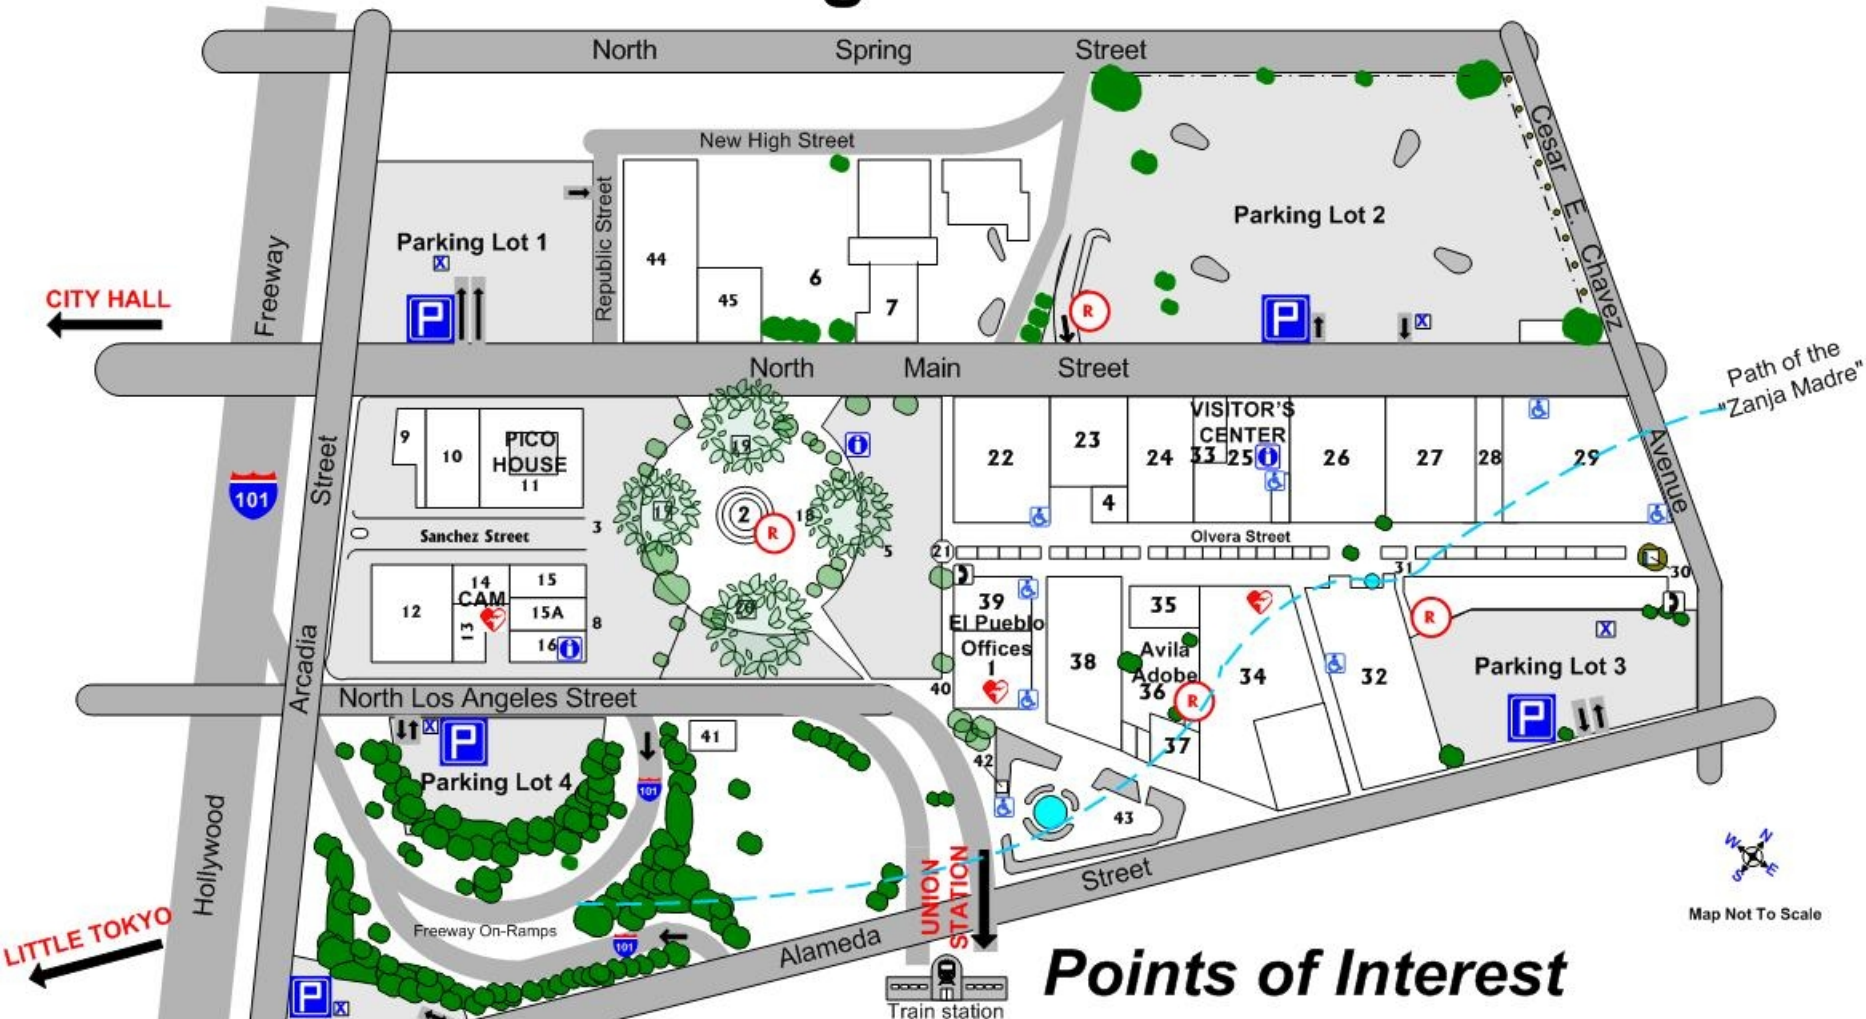 North Spring Street
New High Street
Republic Street
Cesar E. Chavez Avenue
Parking Lot 1
X
P
Parking Lot 2
44
45
6
7
R
P
X
CITY HALL
Hollywood Freeway
101
Arcadia Street
North Main Street
Path of the
"Zanja Madre"
9
10
PICO
HOUSE
11
19
17
2
R
18
5
3
Sanchez Street
12
14
CAM
13
15
15A
16
8
20
VISITOR'S
CENTER
22
23
4
24
33
25
26
27
28
29
Olvera Street
21
31
30
39
El Pueblo
Offices
1
40
38
35
Avila
Adobe
36
R
37
34
32
R
X
Parking Lot 3
P
North Los Angeles Street
X
P
Parking Lot 4
41
101
42
43
Freeway On-Ramps
101
UNION
STATION
Alameda Street
LITTLE TOKYO
P
X
Train station
W N
S E
Map Not To Scale
Points of Interest